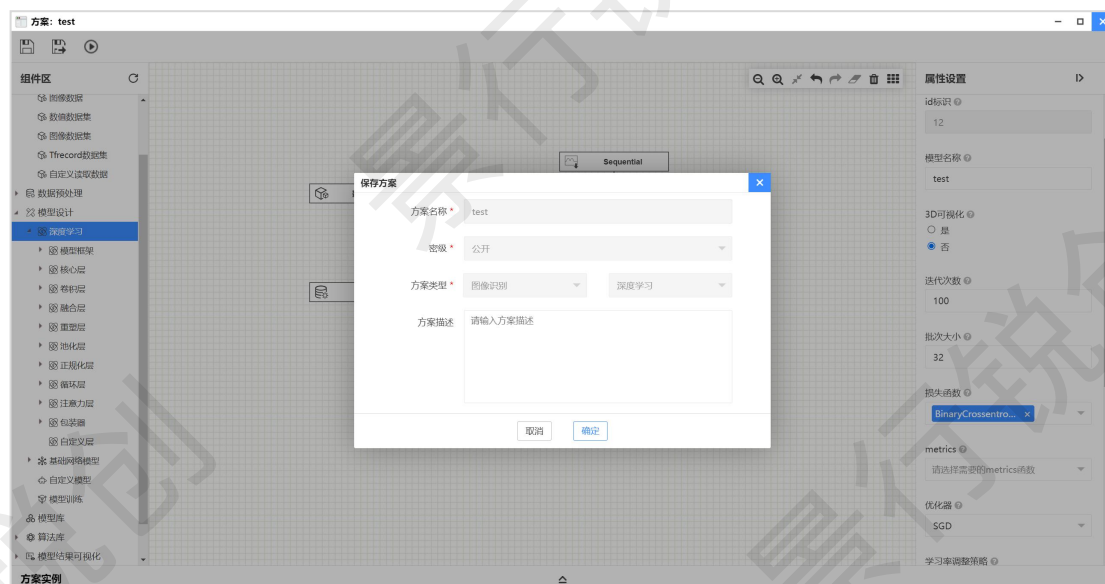 方案：test
组件区
图像数据
数值数据集
图像数据集
Tfrecord数据集
自定义读取数据
数据预处理
模型设计
深度学习
模型框架
核心层
卷积层
融合层
重塑层
池化层
正规化层
循环层
注意力层
包装器
自定义层
基础网络模型
自定义模型
模型训练
模型库
算法库
模型结果可视化
方案实例
Sequential
保存方案
方案名称 * test
密级 * 公开
方案类型 * 图像识别 深度学习
方案描述 请输入方案描述
取消 确定
属性设置
id标识
12
模型名称
test
3D可视化
是
否
迭代次数
100
批次大小
32
损失函数
BinaryCrossentro... ×
metrics
请选择需要的metrics函数
优化器
SGD
学习率调整策略
景行锐创